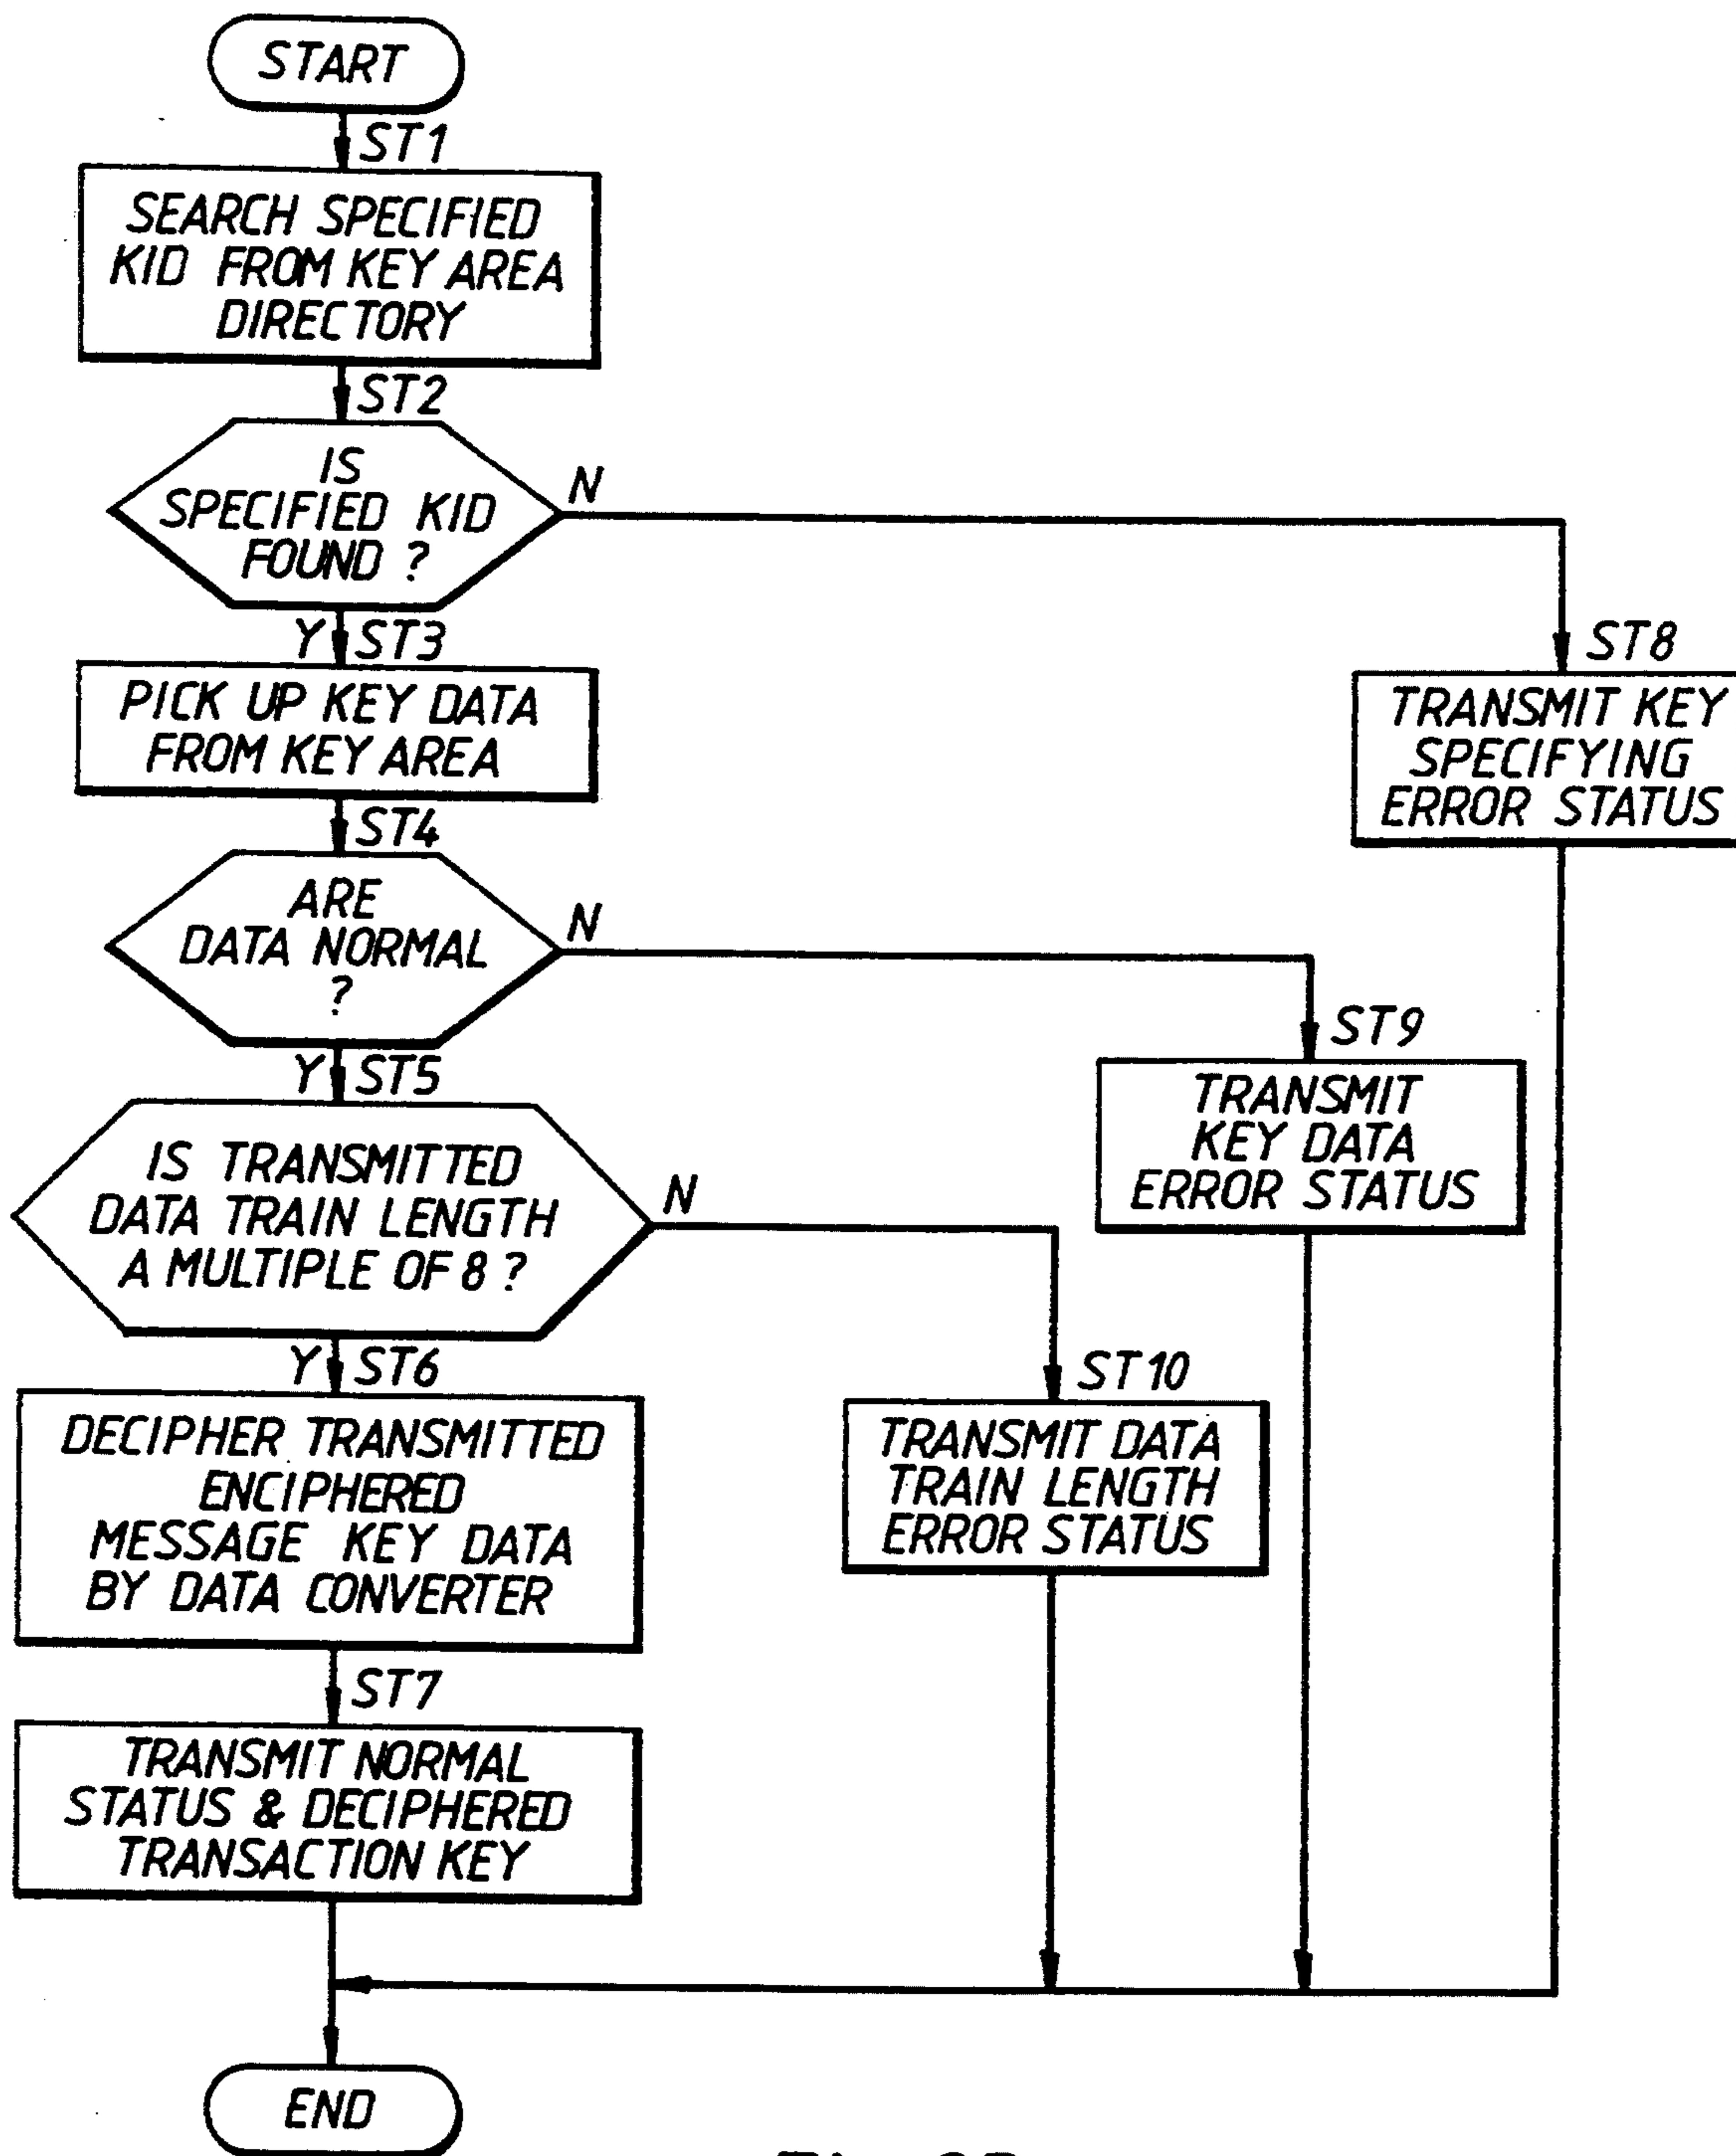 START
ST1
SEARCH SPECIFIED
KID FROM KEY AREA
DIRECTORY
ST2
IS
SPECIFIED KID
FOUND ?
N
Y ST3
PICK UP KEY DATA
FROM KEY AREA
ST8
TRANSMIT KEY
SPECIFYING
ERROR STATUS
ST4
ARE
DATA NORMAL
?
N
ST9
TRANSMIT
KEY DATA
ERROR STATUS
Y ST5
IS TRANSMITTED
DATA TRAIN LENGTH
A MULTIPLE OF 8 ?
N
ST10
TRANSMIT DATA
TRAIN LENGTH
ERROR STATUS
Y ST6
DECIPHER TRANSMITTED
ENCIPHERED
MESSAGE KEY DATA
BY DATA CONVERTER
ST7
TRANSMIT NORMAL
STATUS & DECIPHERED
TRANSACTION KEY
END